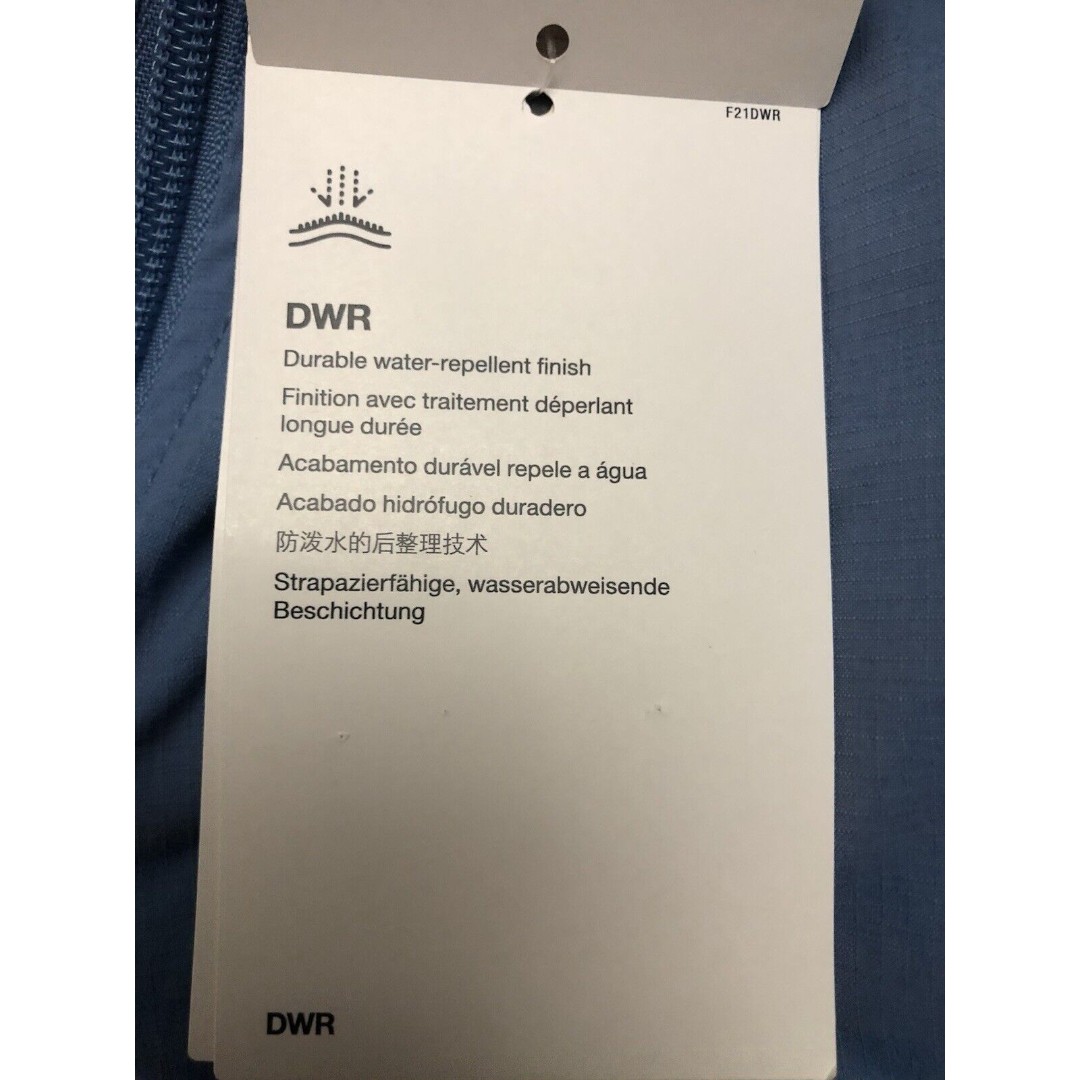 F21DWR
DWR
Durable water-repellent finish
Finition avec traitement déperlant
longue durée
Acabamento durável repele a água
Acabado hidrófugo duradero
防泼水的后整理技术
Strapazierfähige, wasserabweisende
Beschichtung
DWR